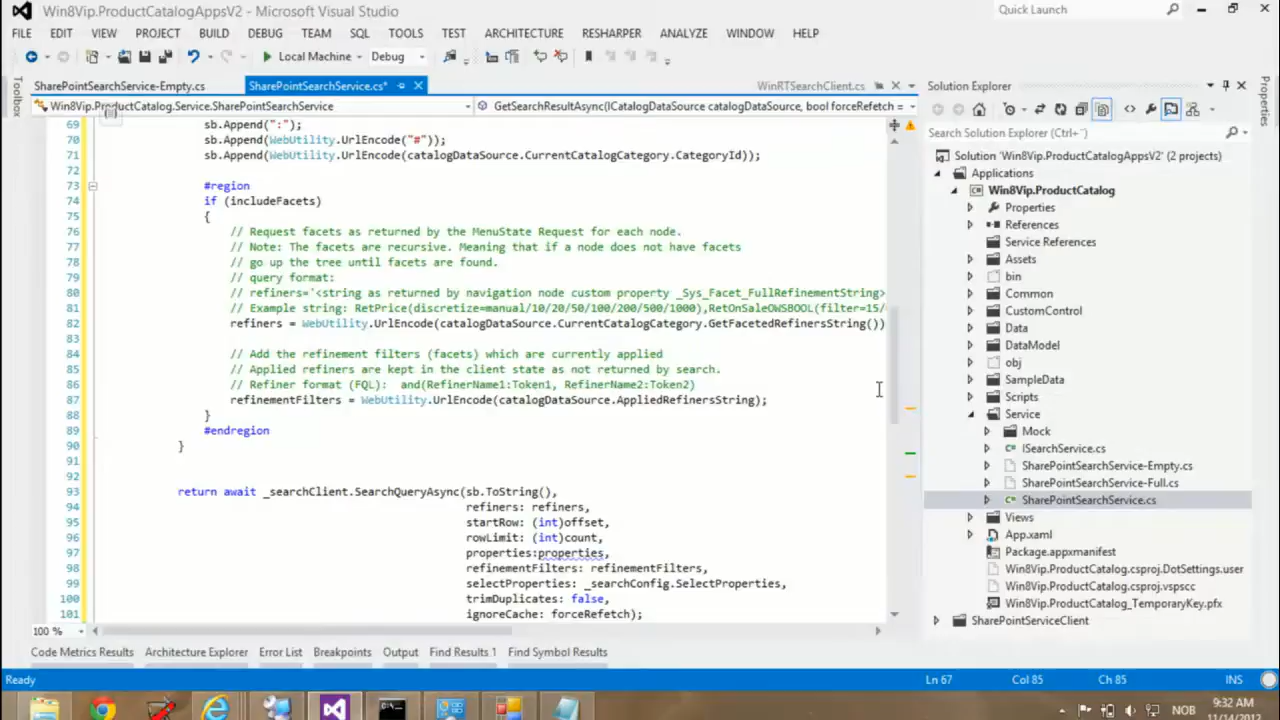 Win8Vip.ProductCatalogAppsV2 - Microsoft Visual Studio
Quick Launch
FILE EDIT VIEW PROJECT BUILD DEBUG TEAM SQL TOOLS TEST ARCHITECTURE RESHARPER ANALYZE WINDOW HELP
Local Machine Debug
Toolbox
SharePointSearchService-Empty.cs SharePointSearchService.cs* WinRTSearchClient.cs
Win8Vip.ProductCatalog.Service.SharePointSearchService GetSearchResultAsync(ICatalogDataSource catalogDataSource, bool forceRefetch =
69 sb.Append(":");
70 sb.Append(WebUtility.UrlEncode("#"));
71 sb.Append(WebUtility.UrlEncode(catalogDataSource.CurrentCatalogCategory.CategoryId));
72
73 #region
74 if (includeFacets)
75 {
76 // Request facets as returned by the MenuState Request for each node.
77 // Note: The facets are recursive. Meaning that if a node does not have facets
78 // go up the tree until facets are found.
79 // query format:
80 // refiners='<string as returned by navigation node custom property _Sys_Facet_FullRefinementString>
81 // Example string: RetPrice(discretize=manual/10/20/50/100/200/500/1000),RetOnSaleOWSBOOL(filter=15/
82 refiners = WebUtility.UrlEncode(catalogDataSource.CurrentCatalogCategory.GetFacetedRefinersString())
83
84 // Add the refinement filters (facets) which are currently applied
85 // Applied refiners are kept in the client state as not returned by search.
86 // Refiner format (FQL): and(RefinerName1:Token1, RefinerName2:Token2)
87 refinementFilters = WebUtility.UrlEncode(catalogDataSource.AppliedRefinersString);
88 }
89 #endregion
90 }
91
92
93 return await _searchClient.SearchQueryAsync(sb.ToString(),
94 refiners: refiners,
95 startRow: (int)offset,
96 rowLimit: (int)count,
97 properties:properties,
98 refinementFilters: refinementFilters,
99 selectProperties: _searchConfig.SelectProperties,
100 trimDuplicates: false,
101 ignoreCache: forceRefetch);
100 %
Solution Explorer
Search Solution Explorer (Ctrl+¨)
Solution 'Win8Vip.ProductCatalogAppsV2' (2 projects)
Applications
Win8Vip.ProductCatalog
Properties
References
Service References
Assets
bin
Common
CustomControl
Data
DataModel
obj
SampleData
Scripts
Service
Mock
ISearchService.cs
SharePointSearchService-Empty.cs
SharePointSearchService-Full.cs
SharePointSearchService.cs
Views
App.xaml
Package.appxmanifest
Win8Vip.ProductCatalog.csproj.DotSettings.user
Win8Vip.ProductCatalog.csproj.vspscc
Win8Vip.ProductCatalog_TemporaryKey.pfx
SharePointServiceClient
Properties
Code Metrics Results Architecture Explorer Error List Breakpoints Output Find Results 1 Find Symbol Results
Ready Ln 67 Col 85 Ch 85 INS
NOB
9:32 AM